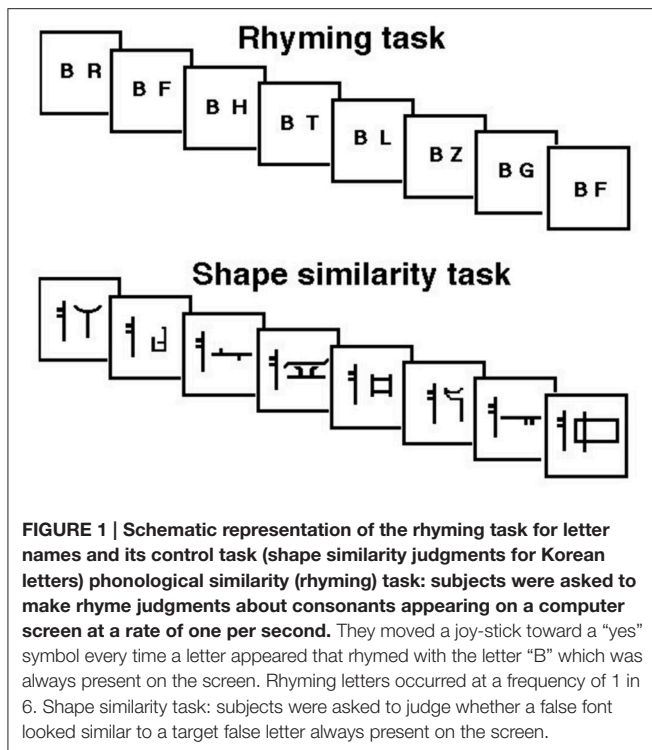 Rhyming task
B R
B F
B H
B T
B L
B Z
B G
B F
Shape similarity task
FIGURE 1 | Schematic representation of the rhyming task for letter
names and its control task (shape similarity judgments for Korean
letters) phonological similarity (rhyming) task: subjects were asked to
make rhyme judgments about consonants appearing on a computer
screen at a rate of one per second. They moved a joy-stick toward a “yes”
symbol every time a letter appeared that rhymed with the letter “B” which was
always present on the screen. Rhyming letters occurred at a frequency of 1 in
6. Shape similarity task: subjects were asked to judge whether a false font
looked similar to a target false letter always present on the screen.